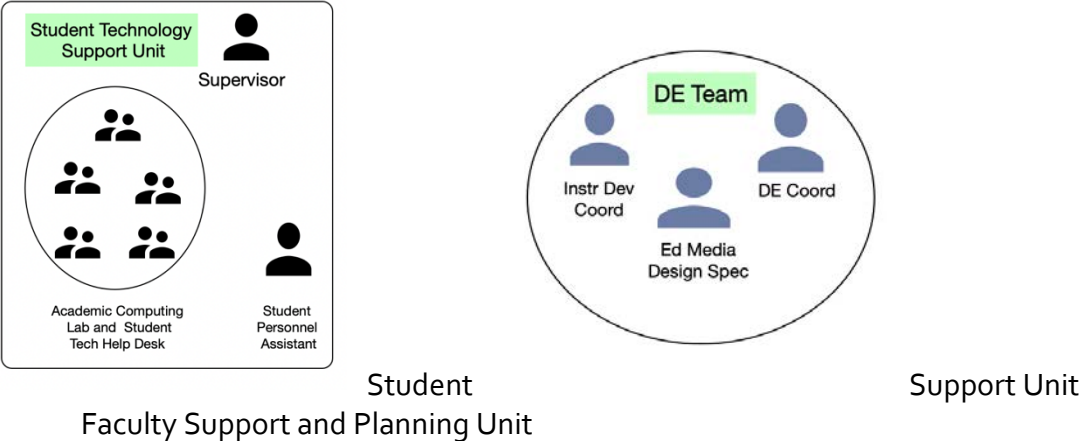 Student Technology
Support Unit
Supervisor
Academic Computing
Lab and Student
Tech Help Desk
Student
Personnel
Assistant
DE Team
Instr Dev
Coord
DE Coord
Ed Media
Design Spec
Student Support Unit
Faculty Support and Planning Unit